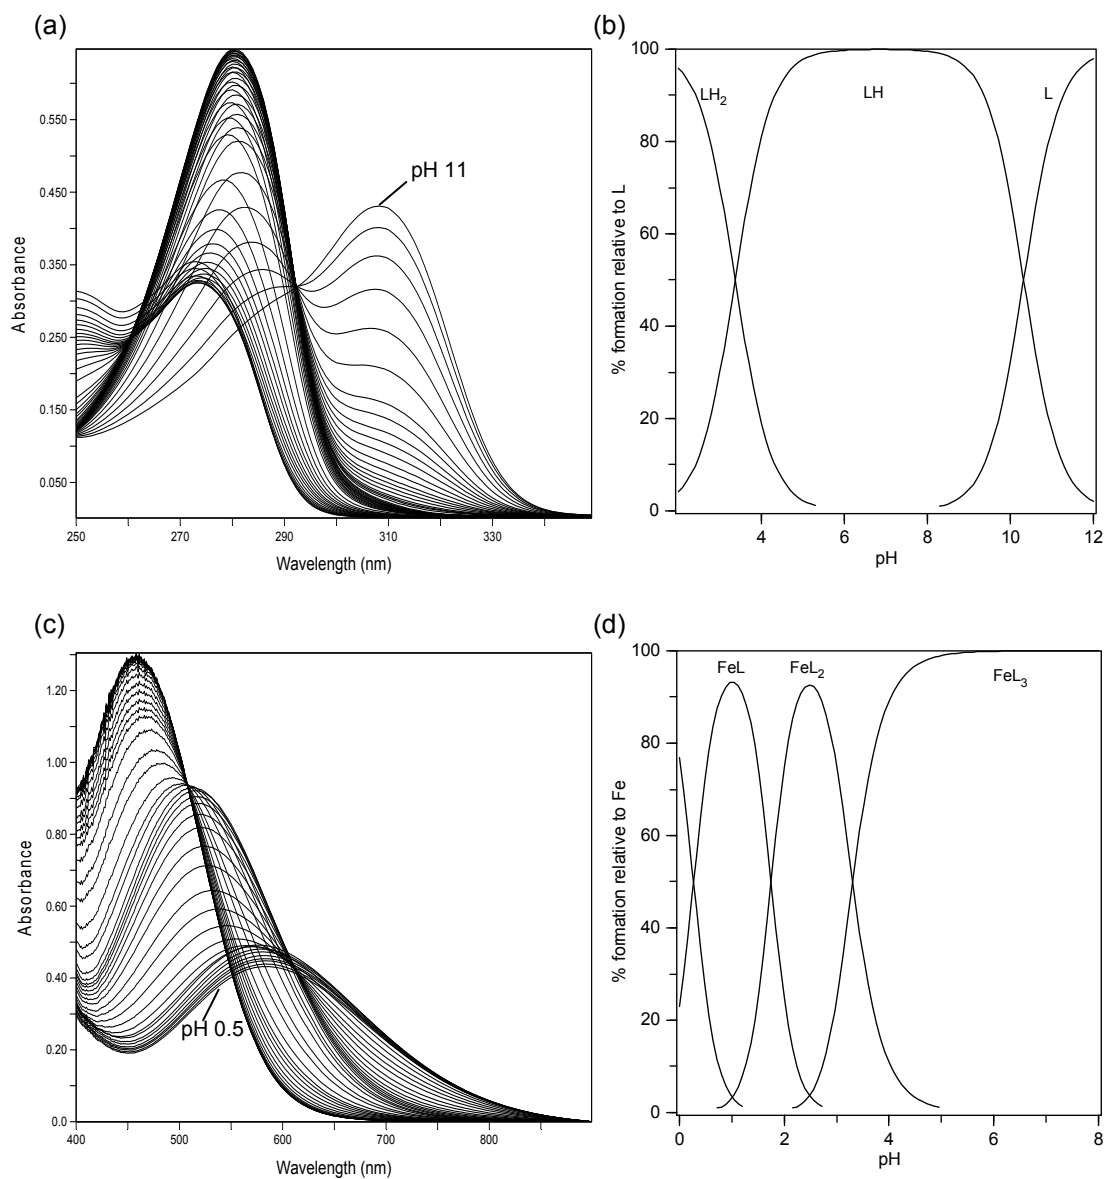 (a)
0.550
0.450
0.350
0.250
0.150
0.050
Absorbance
pH 11
250
270
290
310
330
Wavelength (nm)
(b)
100
80
60
40
20
0
% formation relative to L
LH2
LH
L
4
6
8
10
12
pH
(c)
1.20
1.00
0.80
0.60
0.40
0.20
0.0
Absorbance
pH 0.5
400
500
600
700
800
Wavelength (nm)
(d)
100
80
60
40
20
0
% formation relative to Fe
FeL
FeL2
FeL3
0
2
4
6
8
pH